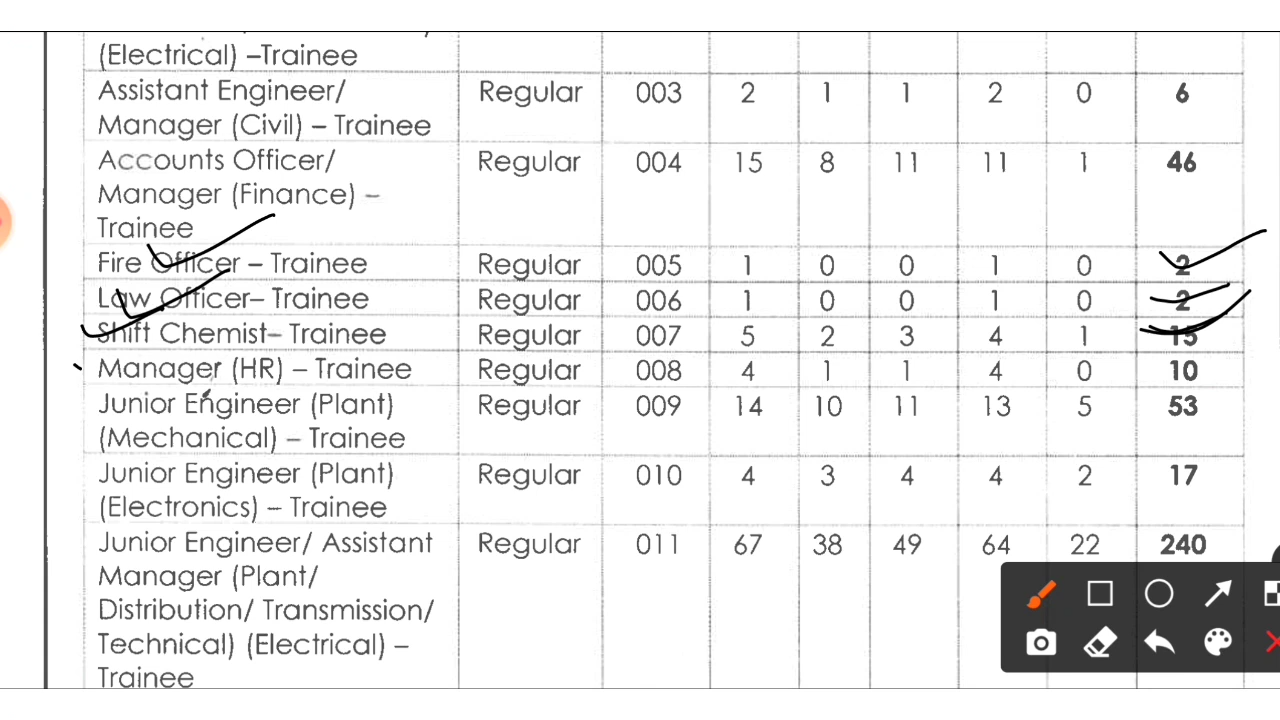 (Electrical) –Trainee
Assistant Engineer/ Regular 003 2 1 1 2 0 6
Manager (Civil) – Trainee
Accounts Officer/ Regular 004 15 8 11 11 1 46
Manager (Finance) –
Trainee
Fire Officer – Trainee Regular 005 1 0 0 1 0 2
Law Officer– Trainee Regular 006 1 0 0 1 0 2
Shift Chemist– Trainee Regular 007 5 2 3 4 1 15
Manager (HR) – Trainee Regular 008 4 1 1 4 0 10
Junior Engineer (Plant) Regular 009 14 10 11 13 5 53
(Mechanical) – Trainee
Junior Engineer (Plant) Regular 010 4 3 4 4 2 17
(Electronics) – Trainee
Junior Engineer/ Assistant Regular 011 67 38 49 64 22 240
Manager (Plant/
Distribution/ Transmission/
Technical) (Electrical) –
Trainee